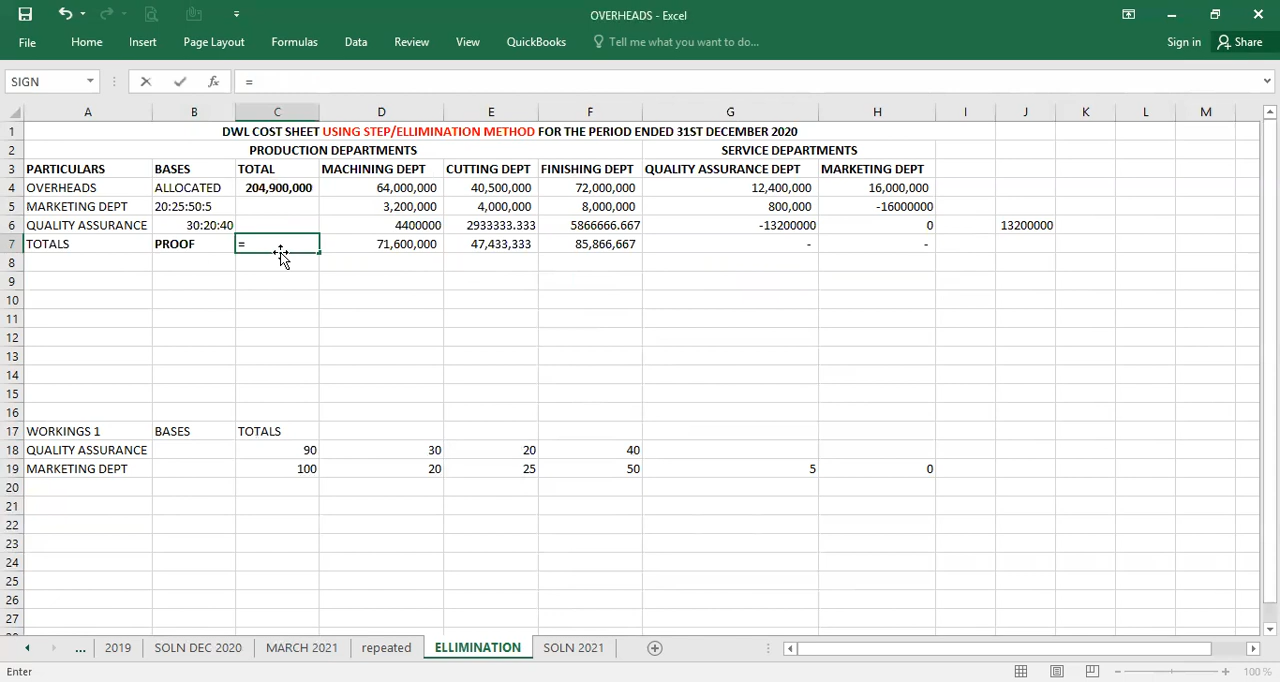 OVERHEADS - Excel
File Home Insert Page Layout Formulas Data Review View QuickBooks Tell me what you want to do... Sign in Share
SIGN fx =
A B C D E F G H I J K L M
1 DWL COST SHEET USING STEP/ELLIMINATION METHOD FOR THE PERIOD ENDED 31ST DECEMBER 2020
2 PRODUCTION DEPARTMENTS SERVICE DEPARTMENTS
3 PARTICULARS BASES TOTAL MACHINING DEPT CUTTING DEPT FINISHING DEPT QUALITY ASSURANCE DEPT MARKETING DEPT
4 OVERHEADS ALLOCATED 204,900,000 64,000,000 40,500,000 72,000,000 12,400,000 16,000,000
5 MARKETING DEPT 20:25:50:5 3,200,000 4,000,000 8,000,000 800,000 -16000000
6 QUALITY ASSURANCE 30:20:40 4400000 2933333.333 5866666.667 -13200000 0 13200000
7 TOTALS PROOF = 71,600,000 47,433,333 85,866,667 - -
8
9
10
11
12
13
14
15
16
17 WORKINGS 1 BASES TOTALS
18 QUALITY ASSURANCE 90 30 20 40
19 MARKETING DEPT 100 20 25 50 5 0
20
21
22
23
24
25
26
27
... 2019 SOLN DEC 2020 MARCH 2021 repeated ELLIMINATION SOLN 2021
Enter 100%